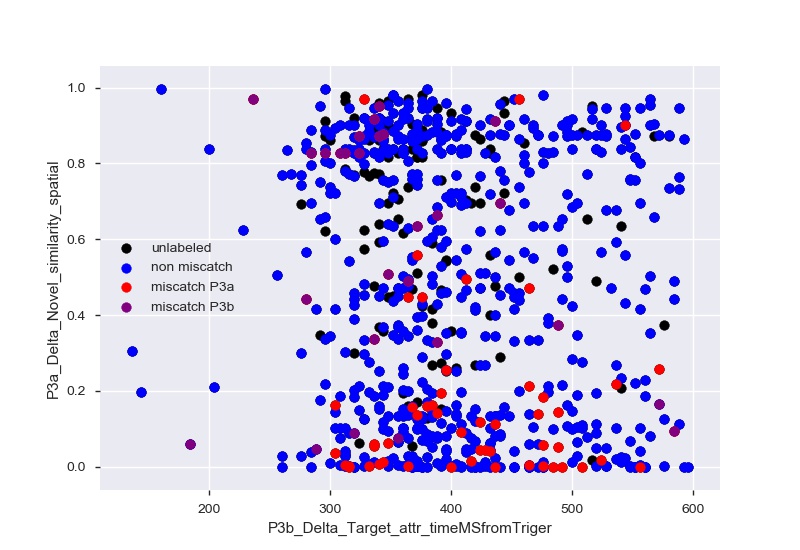 1.0
0.8
0.6
0.4
0.2
0.0
P3a_Delta_Novel_similarity_spatial
unlabeled
non miscatch
miscatch P3a
miscatch P3b
200
300
400
500
600
P3b_Delta_Target_attr_timeMSfromTriger